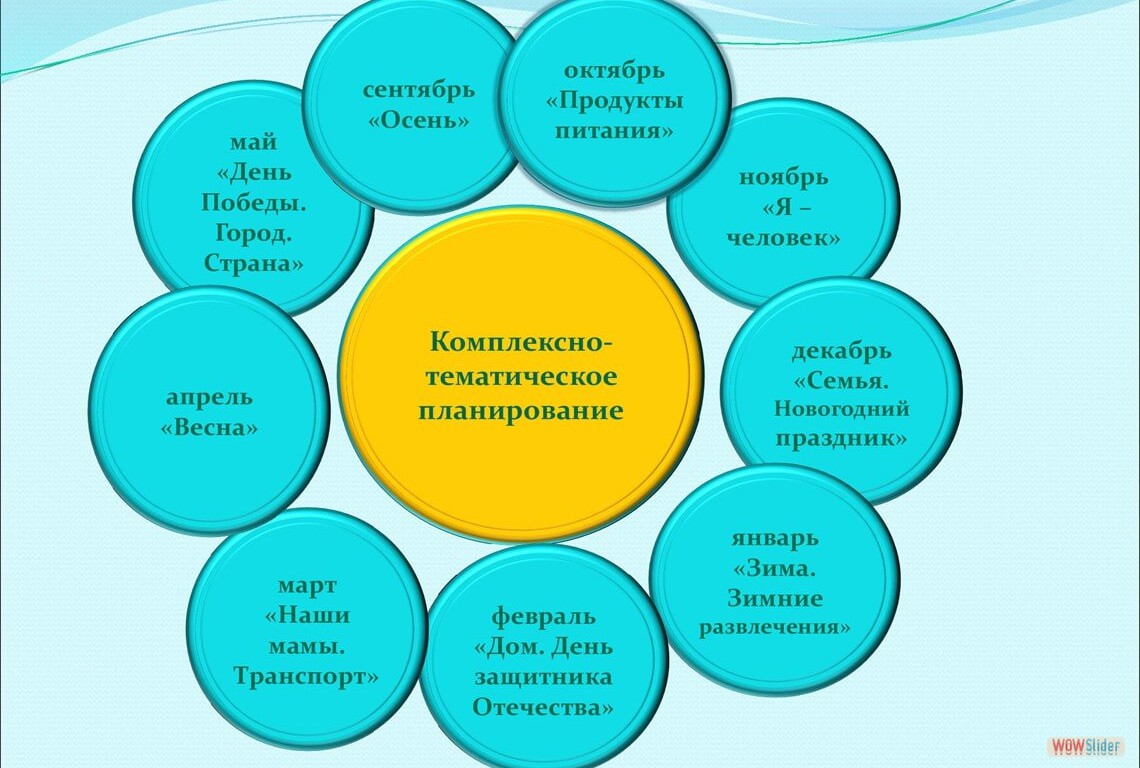 сентябрь
«Осень»
октябрь
«Продукты
питания»
ноябрь
«Я –
человек»
декабрь
«Семья.
Новогодний
праздник»
январь
«Зима.
Зимние
развлечения»
февраль
«Дом. День
защитника
Отечества»
март
«Наши
мамы.
Транспорт»
апрель
«Весна»
май
«День
Победы.
Город.
Страна»
Комплексно-
тематическое
планирование
WOWSlider